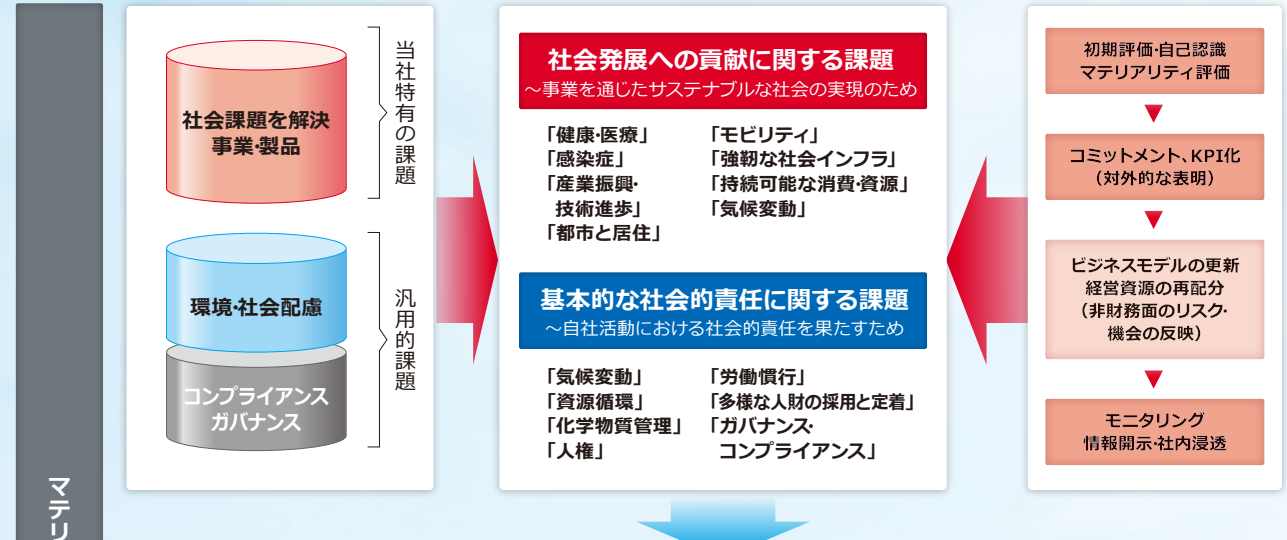 マテリ
社会課題を解決
事業・製品
当社特有の課題
環境・社会配慮
コンプライアンス
ガバナンス
汎用的課題
社会発展への貢献に関する課題
～事業を通じたサステナブルな社会の実現のため
「健康・医療」
「感染症」
「産業振興・
技術進歩」
「都市と居住」
「モビリティ」
「強靭な社会インフラ」
「持続可能な消費・資源」
「気候変動」
基本的な社会的責任に関する課題
～自社活動における社会的責任を果たすため
「気候変動」
「資源循環」
「化学物質管理」
「人権」
「労働慣行」
「多様な人財の採用と定着」
「ガバナンス・
コンプライアンス」
初期評価・自己認識
マテリアリティ評価
コミットメント、KPI化
（対外的な表明）
ビジネスモデルの更新
経営資源の再配分
（非財務面のリスク・
機会の反映）
モニタリング
情報開示・社内浸透